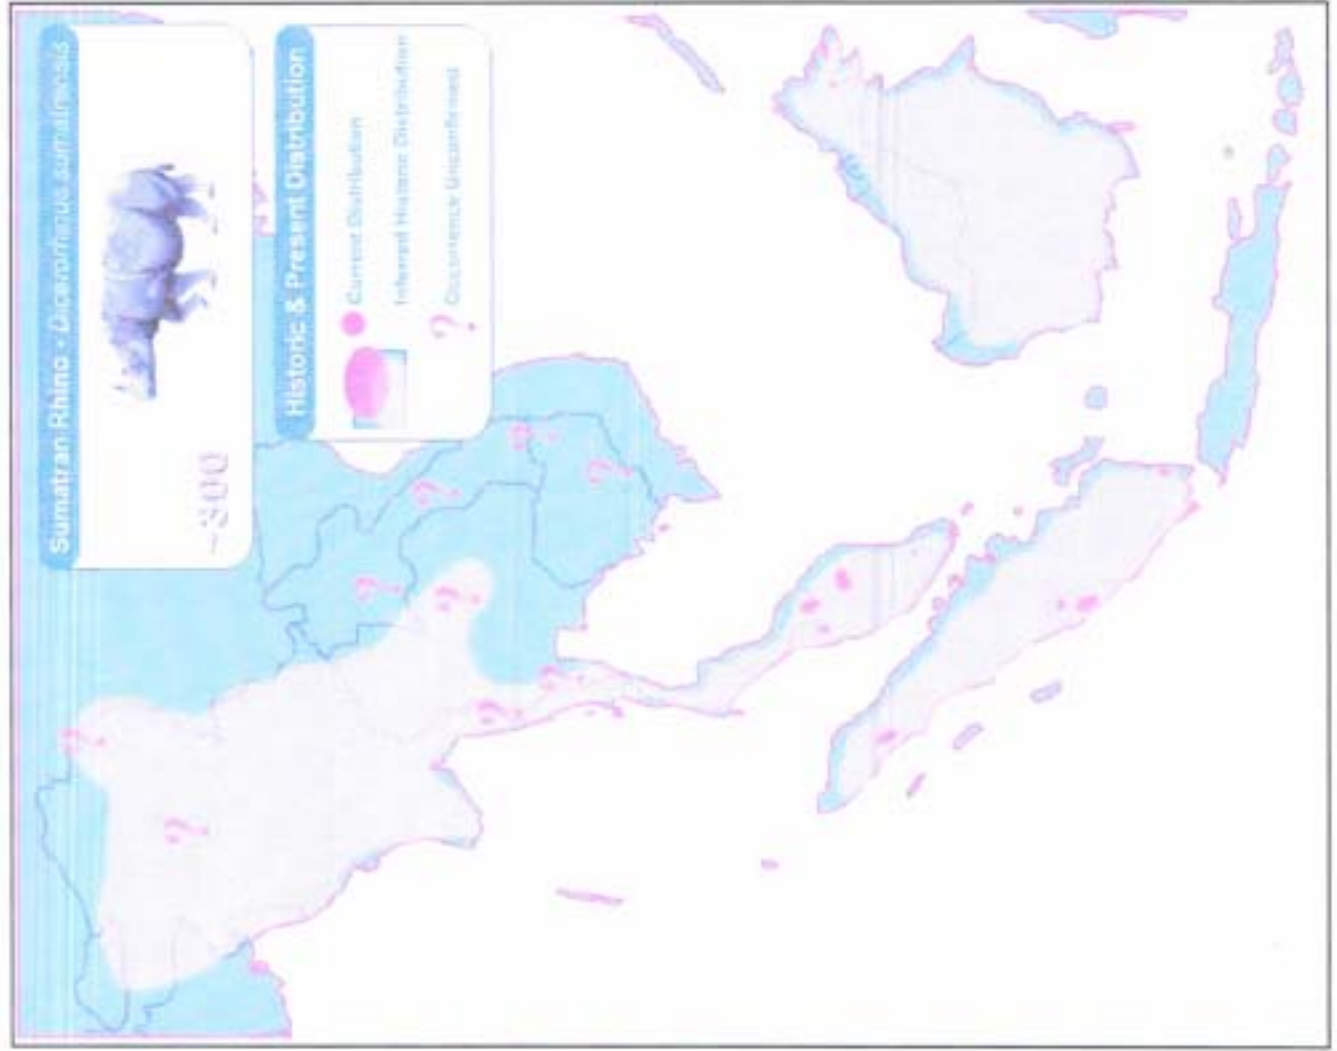 Sumatran Rhino • Dicerorhinus sumatrensis
~300
Historic & Present Distribution
Current Distribution
Inferred Historic Distribution
? Occurrence Unconfirmed
?
?
?
?
?
?
?
?